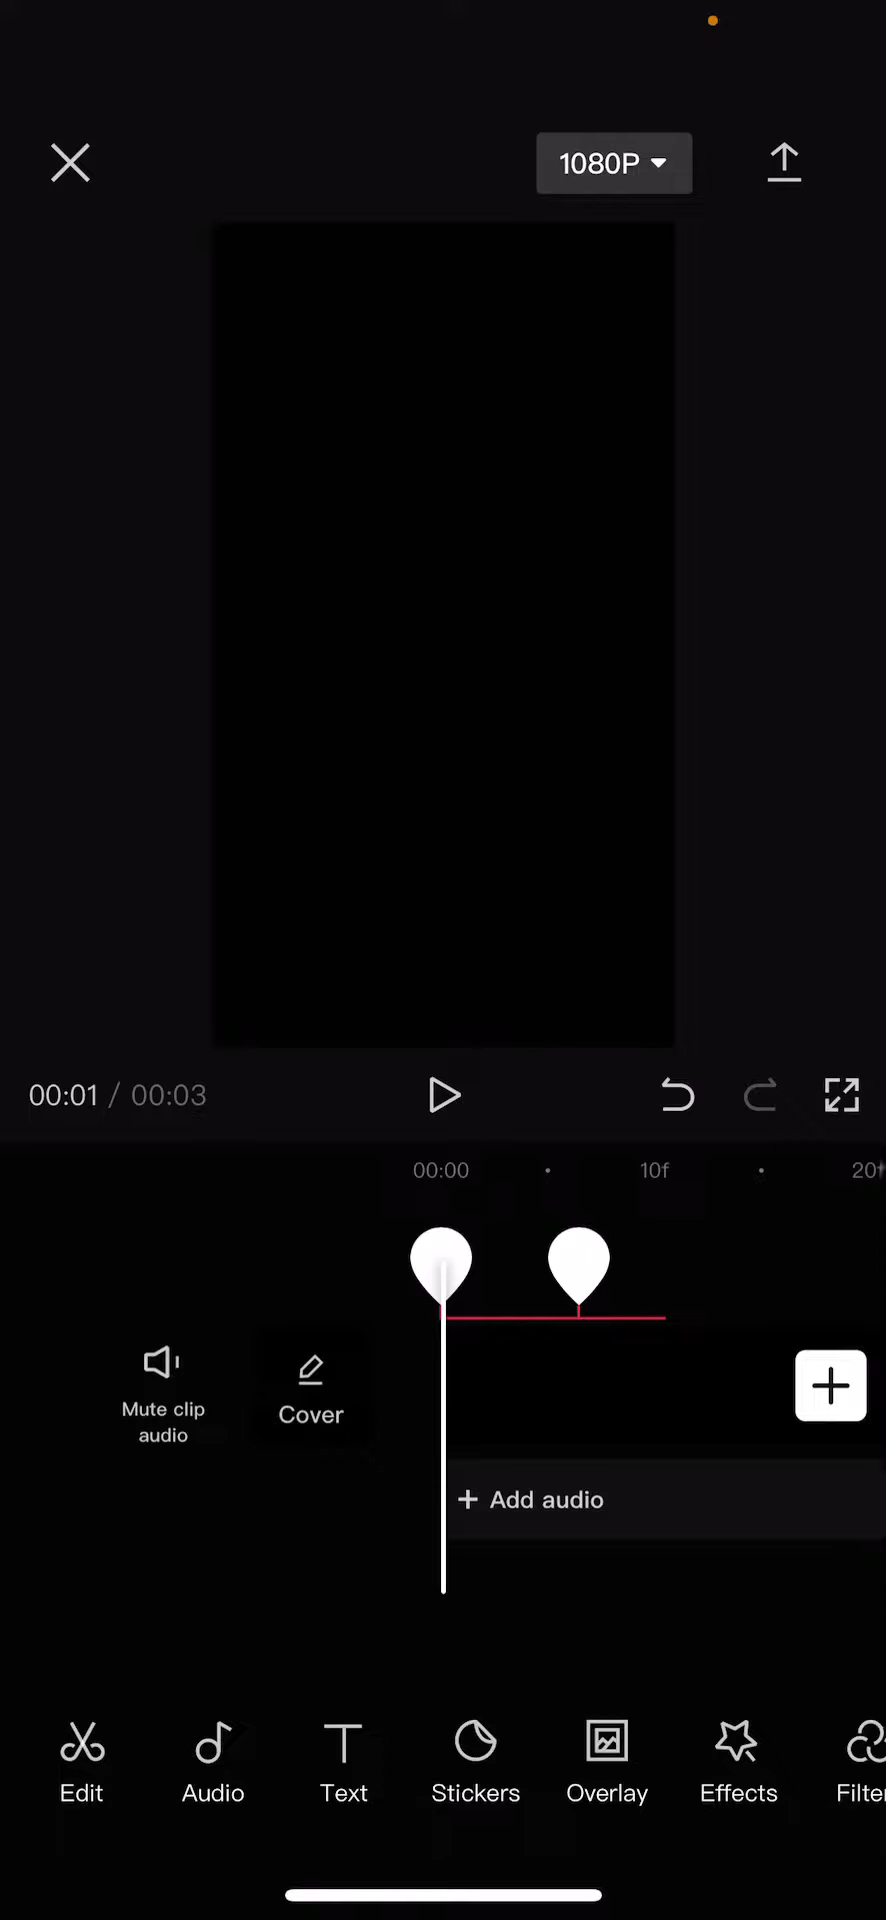 1080P
00:01 / 00:03
00:00 10f 20f
Mute clip
audio
Cover
+ Add audio
Edit Audio Text Stickers Overlay Effects Filter